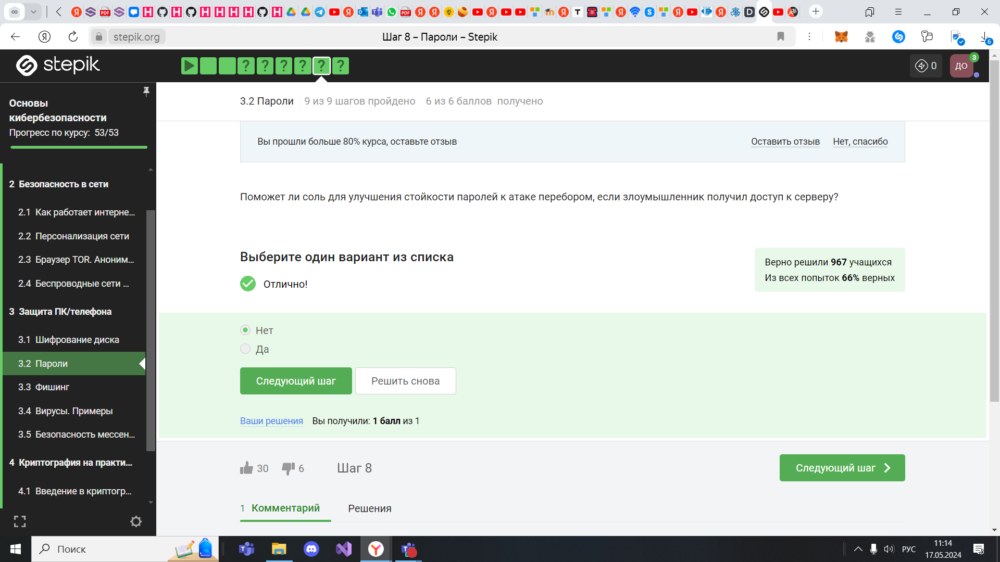 stepik.org
Шаг 8 – Пароли – Stepik
6
stepik
0
ДО
3
Основы
кибербезопасности
Прогресс по курсу: 53/53
2 Безопасность в сети
2.1 Как работает интерне...
2.2 Персонализация сети
2.3 Браузер TOR. Аноним...
2.4 Беспроводные сети ...
3 Защита ПК/телефона
3.1 Шифрование диска
3.2 Пароли
3.3 Фишинг
3.4 Вирусы. Примеры
3.5 Безопасность мессен...
4 Криптография на практи...
4.1 Введение в криптогр...
3.2 Пароли 9 из 9 шагов пройдено 6 из 6 баллов получено
Вы прошли больше 80% курса, оставьте отзыв
Оставить отзыв
Нет, спасибо
Поможет ли соль для улучшения стойкости паролей к атаке перебором, если злоумышленник получил доступ к серверу?
Выберите один вариант из списка
Отлично!
Верно решили 967 учащихся
Из всех попыток 66% верных
Нет
Да
Следующий шаг
Решить снова
Ваши решения Вы получили: 1 балл из 1
30
6
Шаг 8
Следующий шаг
1 Комментарий
Решения
Поиск
РУС
11:14
17.05.2024